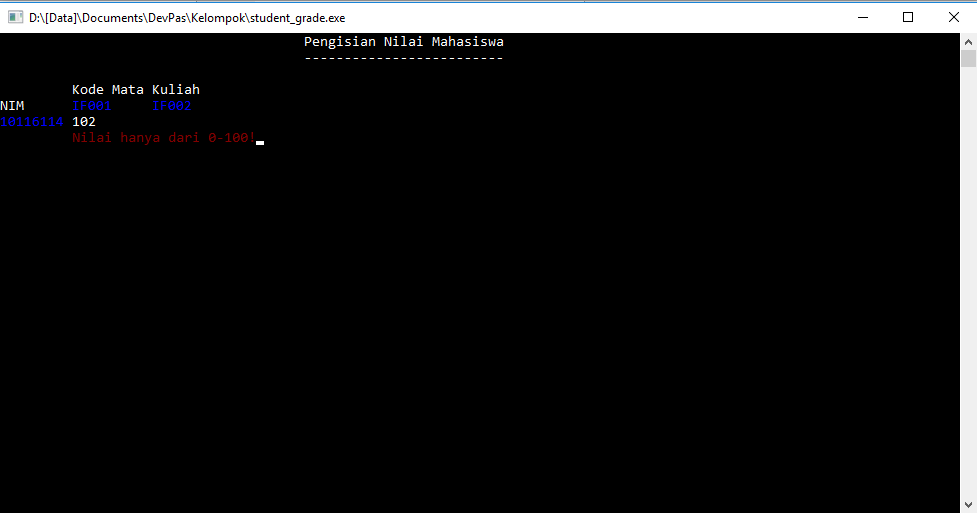 D:\[Data]\Documents\DevPas\Kelompok\student_grade.exe
Pengisian Nilai Mahasiswa
-------------------------
Kode Mata Kuliah
NIM IF001 IF002
10116114 102
Nilai hanya dari 0-100!